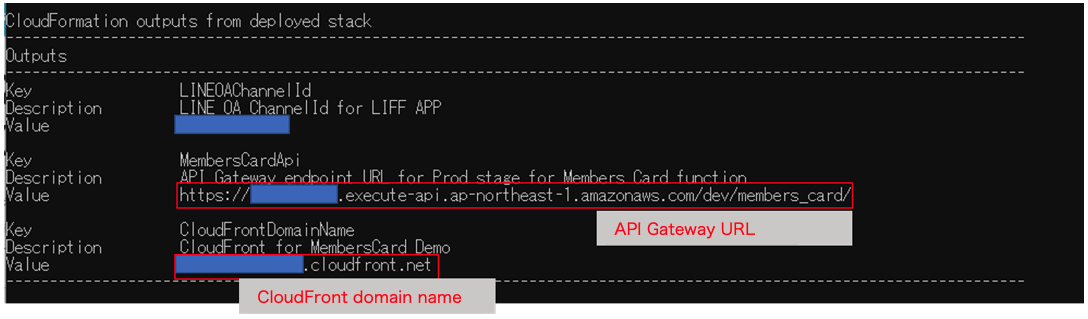 CloudFormation outputs from deployed stack
Outputs
Key LINEOAChannelId
Description LINE OA ChannelId for LIFF APP
Value
Key MembersCardApi
Description API Gateway endpoint URL for Prod stage for Members Card function
Value https://.execute-api.ap-northeast-1.amazonaws.com/dev/members_card/
API Gateway URL
Key CloudFrontDomainName
Description CloudFront for MembersCard Demo
Value .cloudfront.net
CloudFront domain name